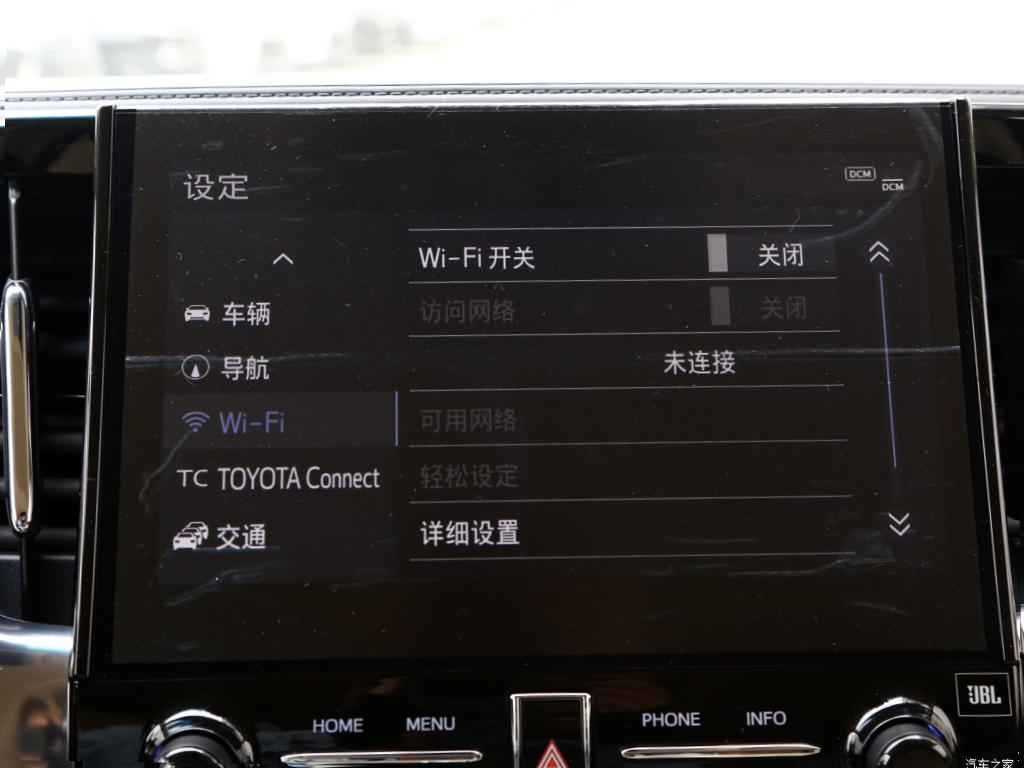 设定
DCM
DCM
Wi-Fi 开关 关闭
访问网络 关闭
未连接
可用网络
轻松设定
详细设置
车辆
导航
Wi-Fi
TC TOYOTA Connect
交通
HOME MENU PHONE INFO
JBL
汽车之家